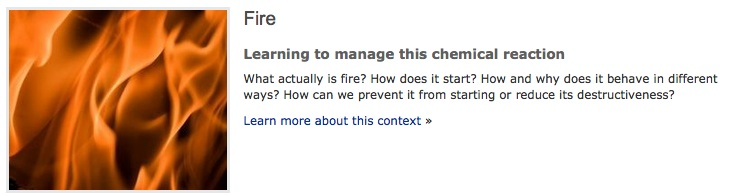 Fire
Learning to manage this chemical reaction
What actually is fire? How does it start? How and why does it behave in different
ways? How can we prevent it from starting or reduce its destructiveness?
Learn more about this context »